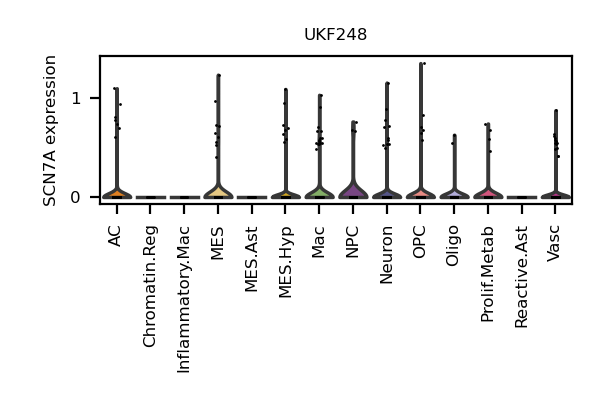 UKF248
SCN7A expression
1
0
AC
Chromatin.Reg
Inflammatory.Mac
MES
MES.Ast
MES.Hyp
Mac
NPC
Neuron
OPC
Oligo
Prolif.Metab
Reactive.Ast
Vasc